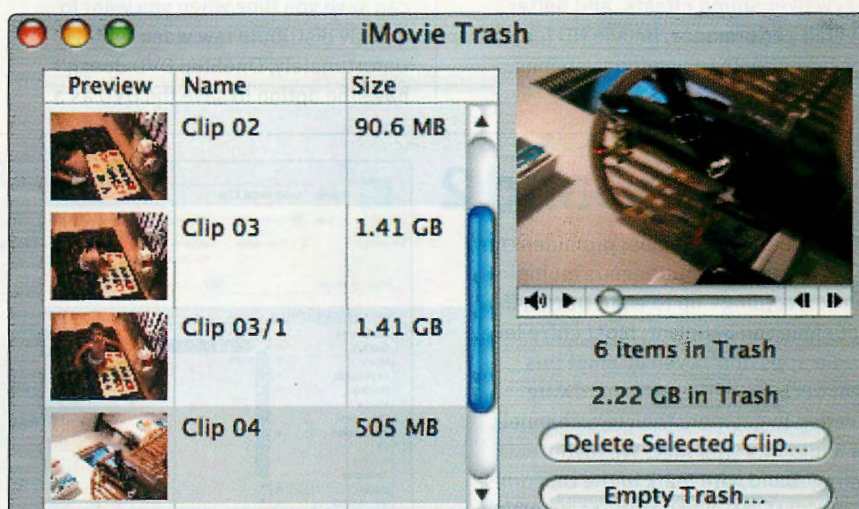 iMovie Trash
Preview Name Size
Clip 02 90.6 MB
Clip 03 1.41 GB
Clip 03/1 1.41 GB
Clip 04 505 MB
6 items in Trash
2.22 GB in Trash
Delete Selected Clip...
Empty Trash...